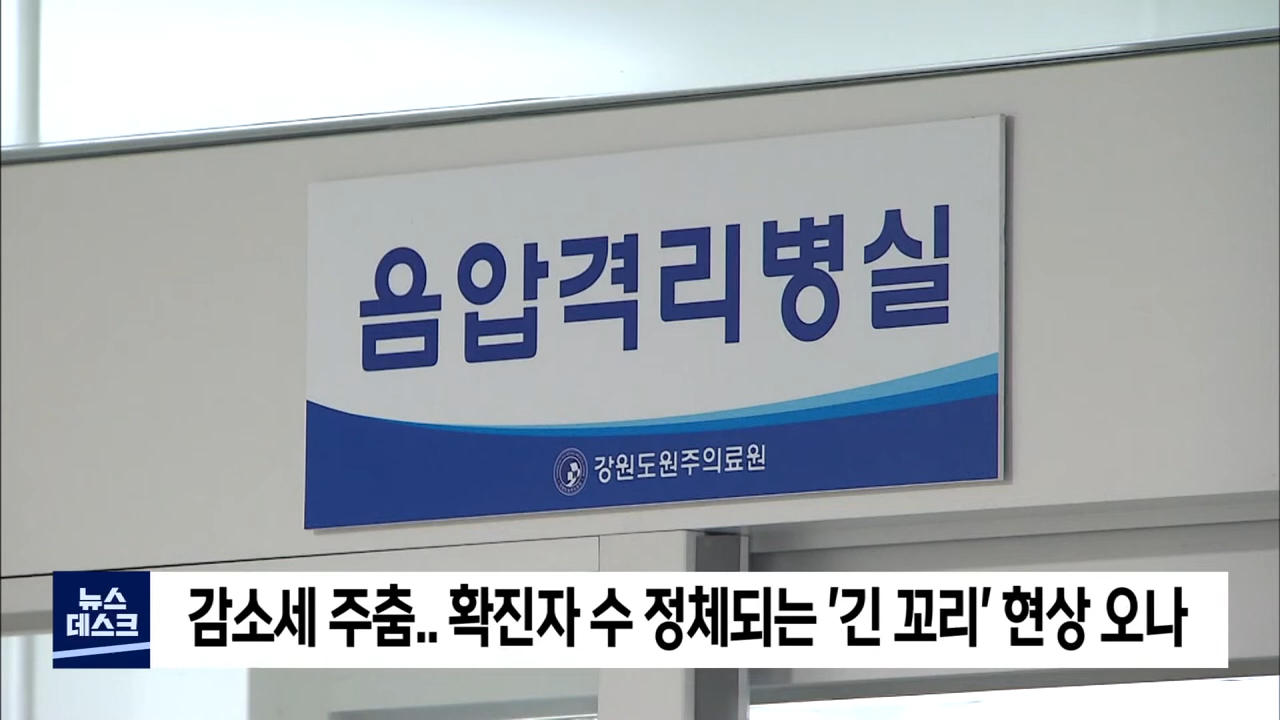 음압격리병실
강원도원주의료원
뉴스
데스크
감소세 주춤.. 확진자 수 정체되는 '긴 꼬리' 현상 오나